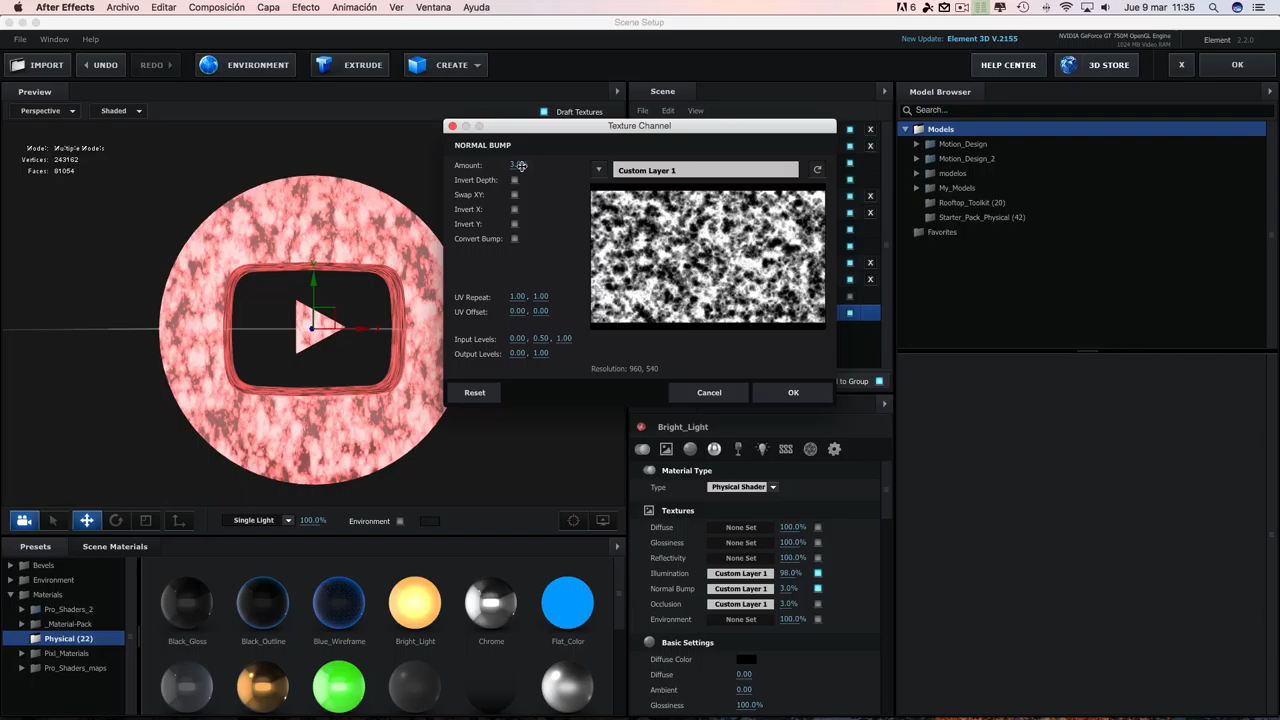 After Effects Archivo Editar Composición Capa Efecto Animación Ver Ventana Ayuda 6 Jue 9 mar 11:35
Scene Setup
File Window Help
New Update: Element 3D V.2155
NVIDIA GeForce GT 750M OpenGL Engine
1024 MB Video RAM
Element 2.2.0
IMPORT UNDO REDO ENVIRONMENT EXTRUDE CREATE HELP CENTER 3D STORE X OK
Preview Scene Model Browser
Perspective Shaded Draft Textures
File Edit View
Search...
Models
Motion_Design
Motion_Design_2
modelos
My_Models
Rooftop_Toolkit (20)
Starter_Pack_Physical (42)
Favorites
Model: Multiple Models
Vertices: 243162
Faces: 81054
X
X
X
X
X
X
Texture Channel
NORMAL BUMP
Amount:
Custom Layer 1
Invert Depth:
Swap XY:
Invert X:
Invert Y:
Convert Bump:
UV Repeat: 1.00, 1.00
UV Offset: 0.00, 0.00
Input Levels: 0.00, 0.50, 1.00
Output Levels: 0.00, 1.00
Resolution: 960, 540
Reset Cancel OK
d to Group
Bright_Light
Material Type
Type Physical Shader
Textures
Diffuse None Set 100.0%
Glossiness None Set 100.0%
Reflectivity None Set 100.0%
Illumination Custom Layer 1 98.0%
Normal Bump Custom Layer 1 3.0%
Occlusion Custom Layer 1 3.0%
Environment None Set 100.0%
Basic Settings
Diffuse Color
Diffuse 0.00
Ambient 0.00
Glossiness 100.0%
Single Light 100.0% Environment
Presets Scene Materials
Bevels
Environment
Materials
Pro_Shaders_2
_Material-Pack
Physical (22)
Pixl_Materials
Pro_Shaders_maps
Black_Gloss Black_Outline Blue_Wireframe Bright_Light Chrome Flat_Color